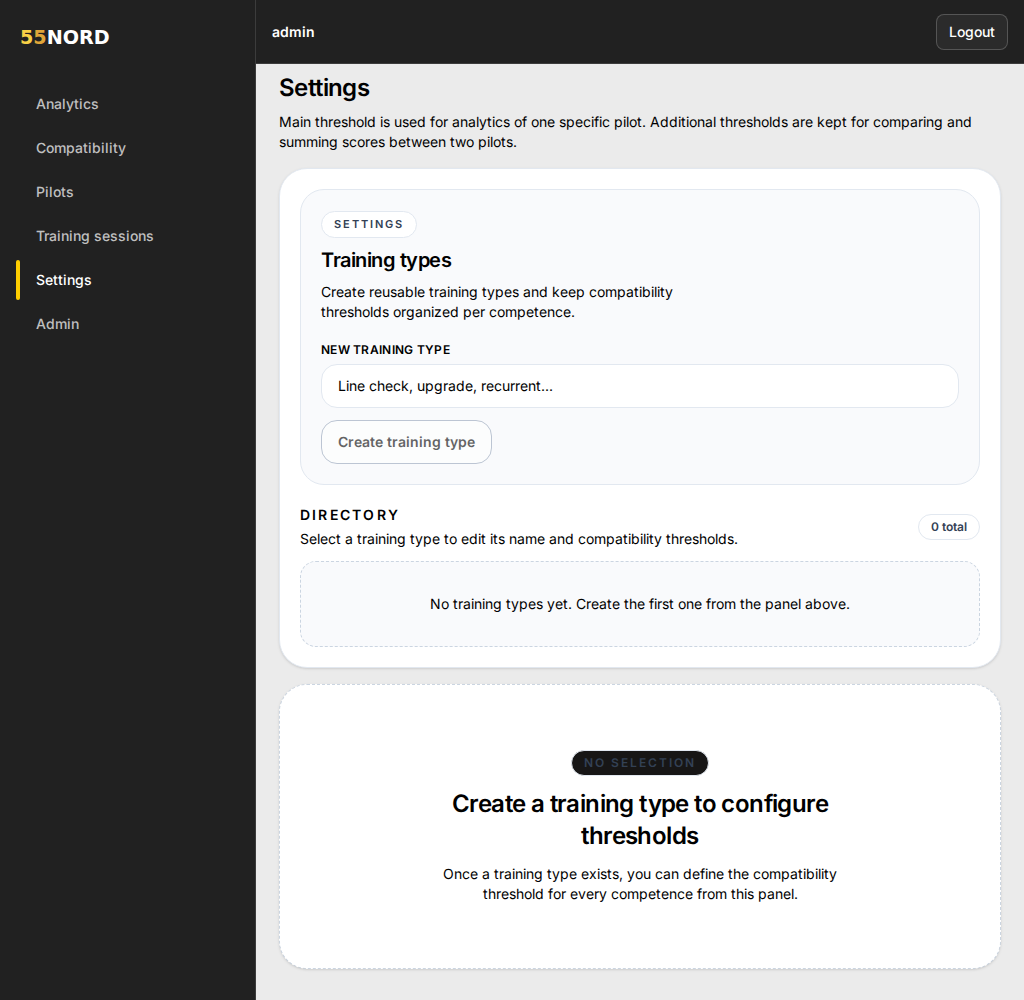 55NORD
admin
Logout
Analytics
Compatibility
Pilots
Training sessions
Settings
Admin
Settings
Main threshold is used for analytics of one specific pilot. Additional thresholds are kept for comparing and
summing scores between two pilots.
SETTINGS
Training types
Create reusable training types and keep compatibility
thresholds organized per competence.
NEW TRAINING TYPE
Line check, upgrade, recurrent...
Create training type
DIRECTORY
Select a training type to edit its name and compatibility thresholds.
0 total
No training types yet. Create the first one from the panel above.
NO SELECTION
Create a training type to configure
thresholds
Once a training type exists, you can define the compatibility
threshold for every competence from this panel.